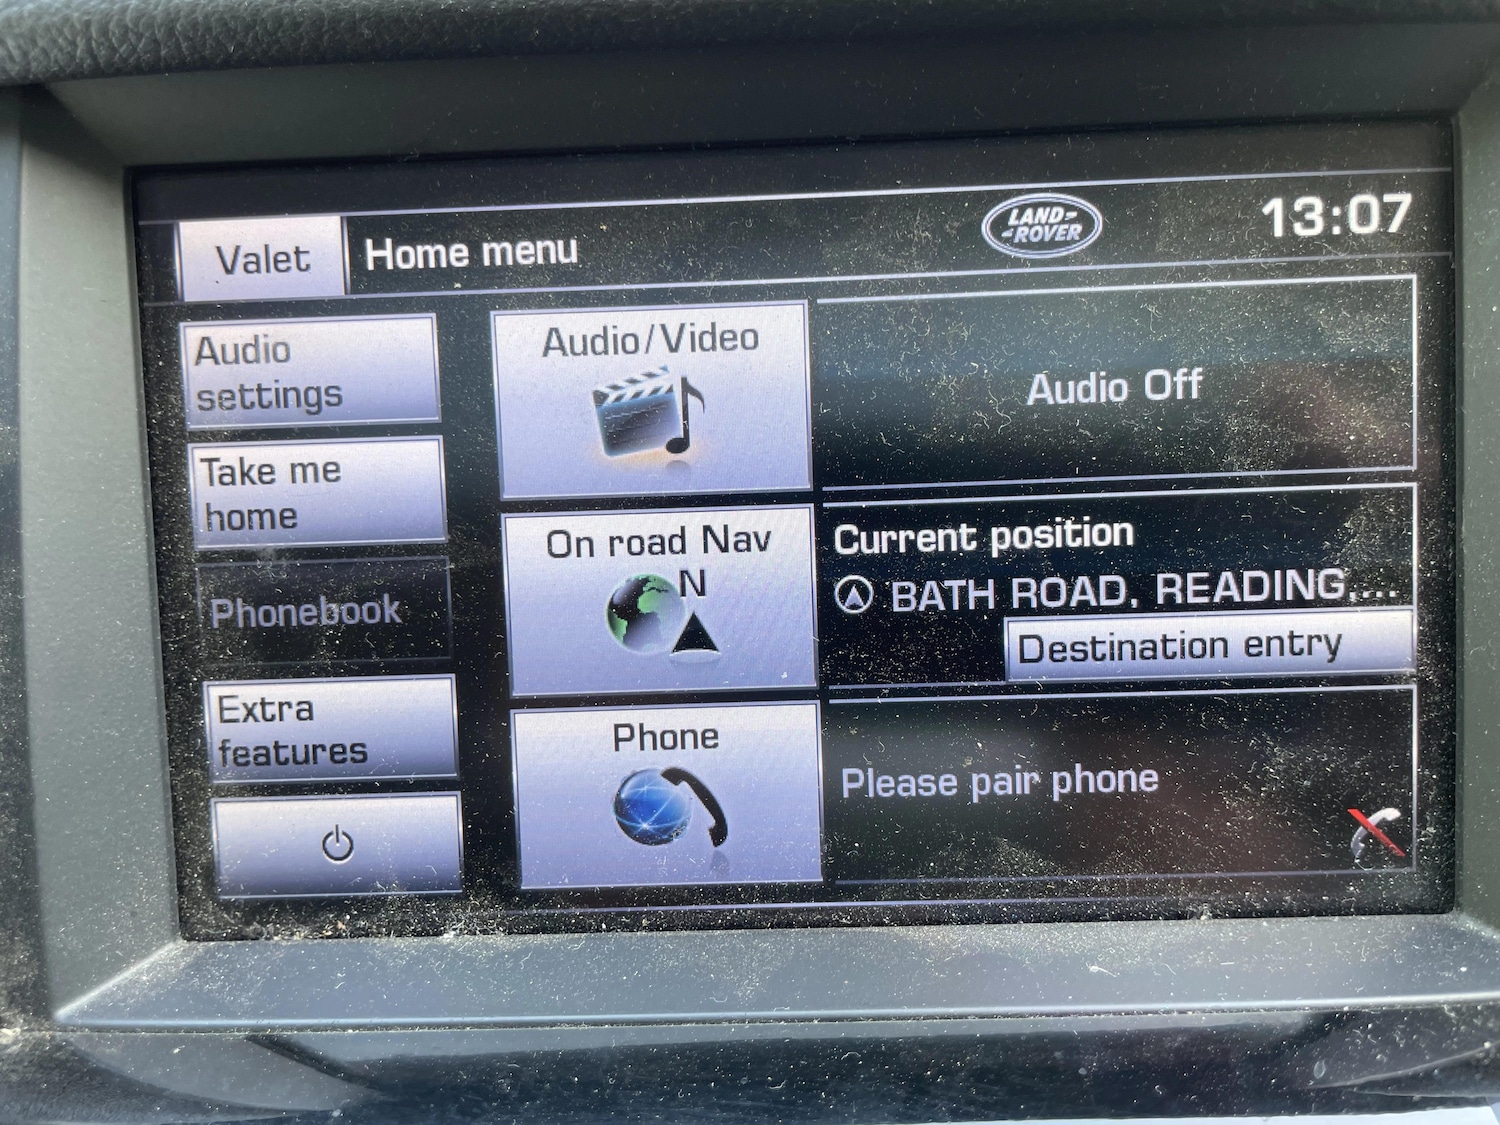 Valet
Home menu
LAND-
-ROVER
13:07
Audio
settings
Take me
home
Phonebook
Extra
features
Audio/Video
Audio Off
On road Nav
N
Current position
BATH ROAD, READING,...
Destination entry
Phone
Please pair phone